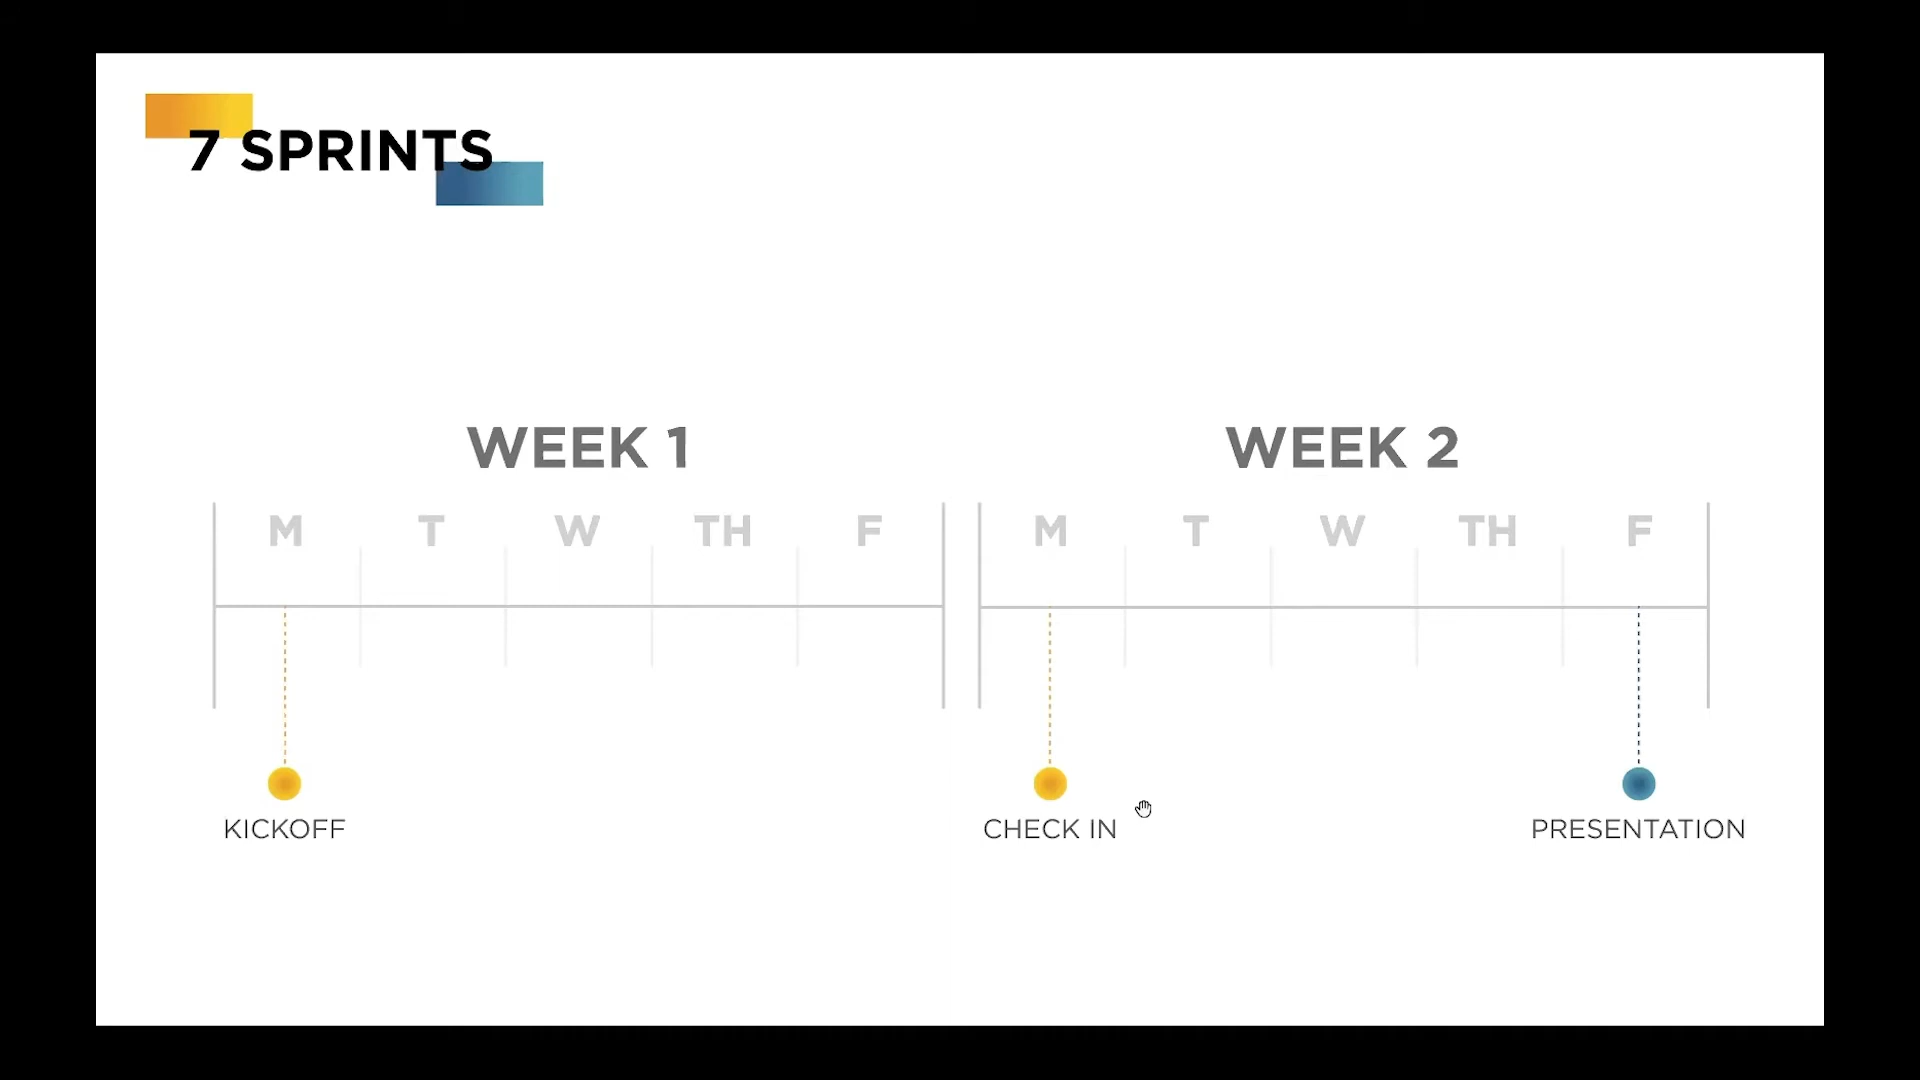 7 SPRINTS
WEEK 1
WEEK 2
M T W TH F
M T W TH F
KICKOFF
CHECK IN
PRESENTATION